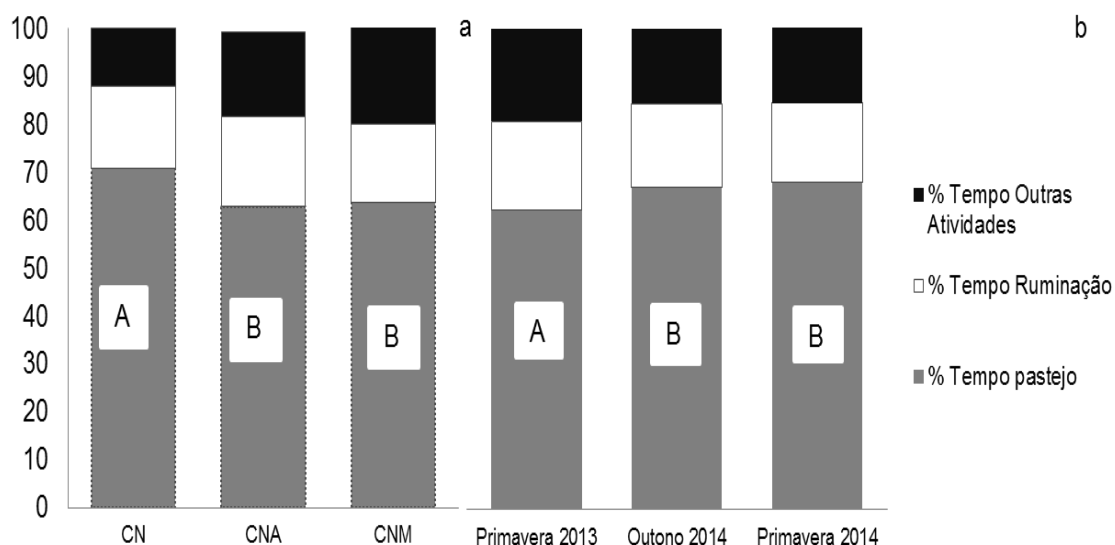 100
90
80
70
60
50
40
30
20
10
0
a
b
A
B
B
A
B
B
CN
CNA
CNM
Primavera 2013
Outono 2014
Primavera 2014
% Tempo Outras
Atividades
% Tempo Ruminação
% Tempo pastejo